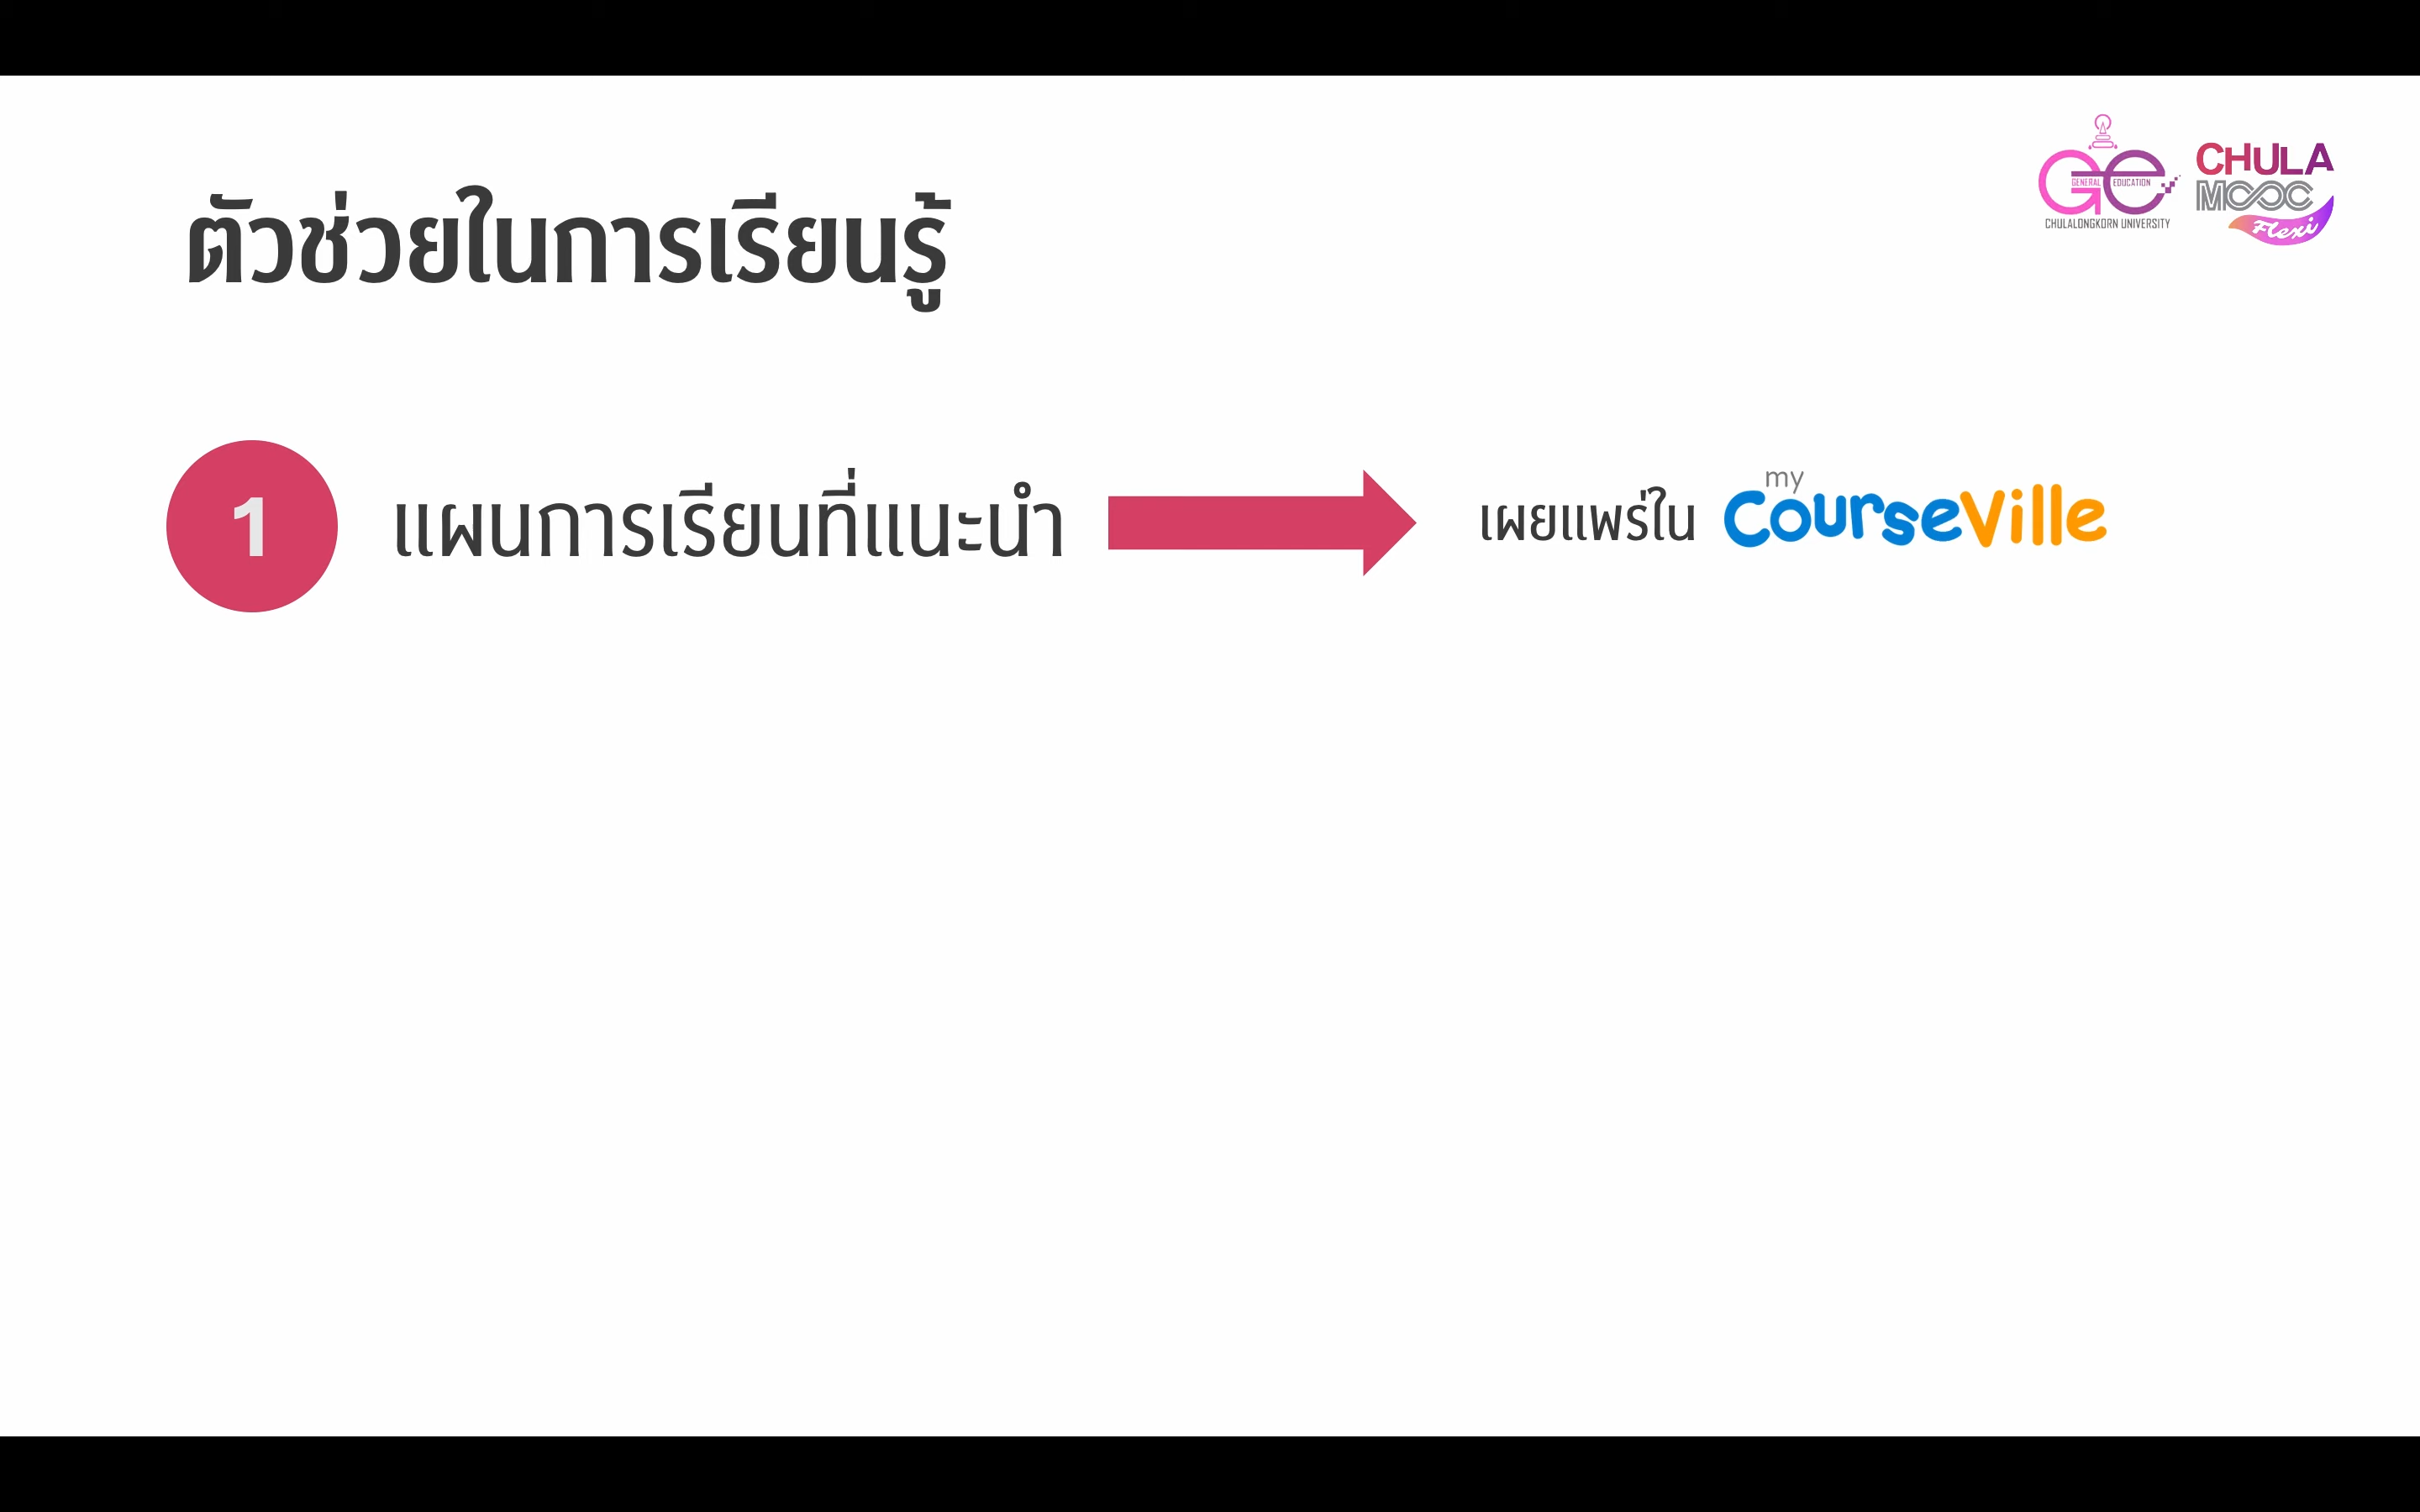 GENERAL EDUCATION
CHULALONGKORN UNIVERSITY
CHULA
MOOC
Flexi
ตัวช่วยในการเรียนรู้
1 แผนการเรียนที่แนะนำ เผยแพร่ใน my CourseVille